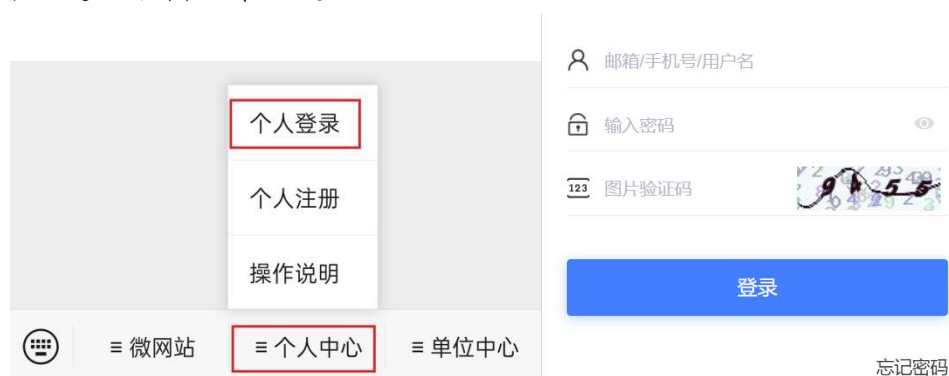 个人登录
个人注册
操作说明
≡ 微网站
≡ 个人中心
≡ 单位中心
邮箱/手机号/用户名
输入密码
123 图片验证码
登录
忘记密码